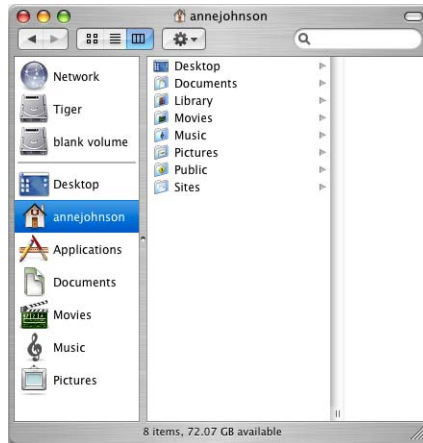 annejohnson
Network
Tiger
blank volume
Desktop
annejohnson
Applications
Documents
Movies
Music
Pictures
Desktop
Documents
Library
Movies
Music
Pictures
Public
Sites
8 items, 72.07 GB available